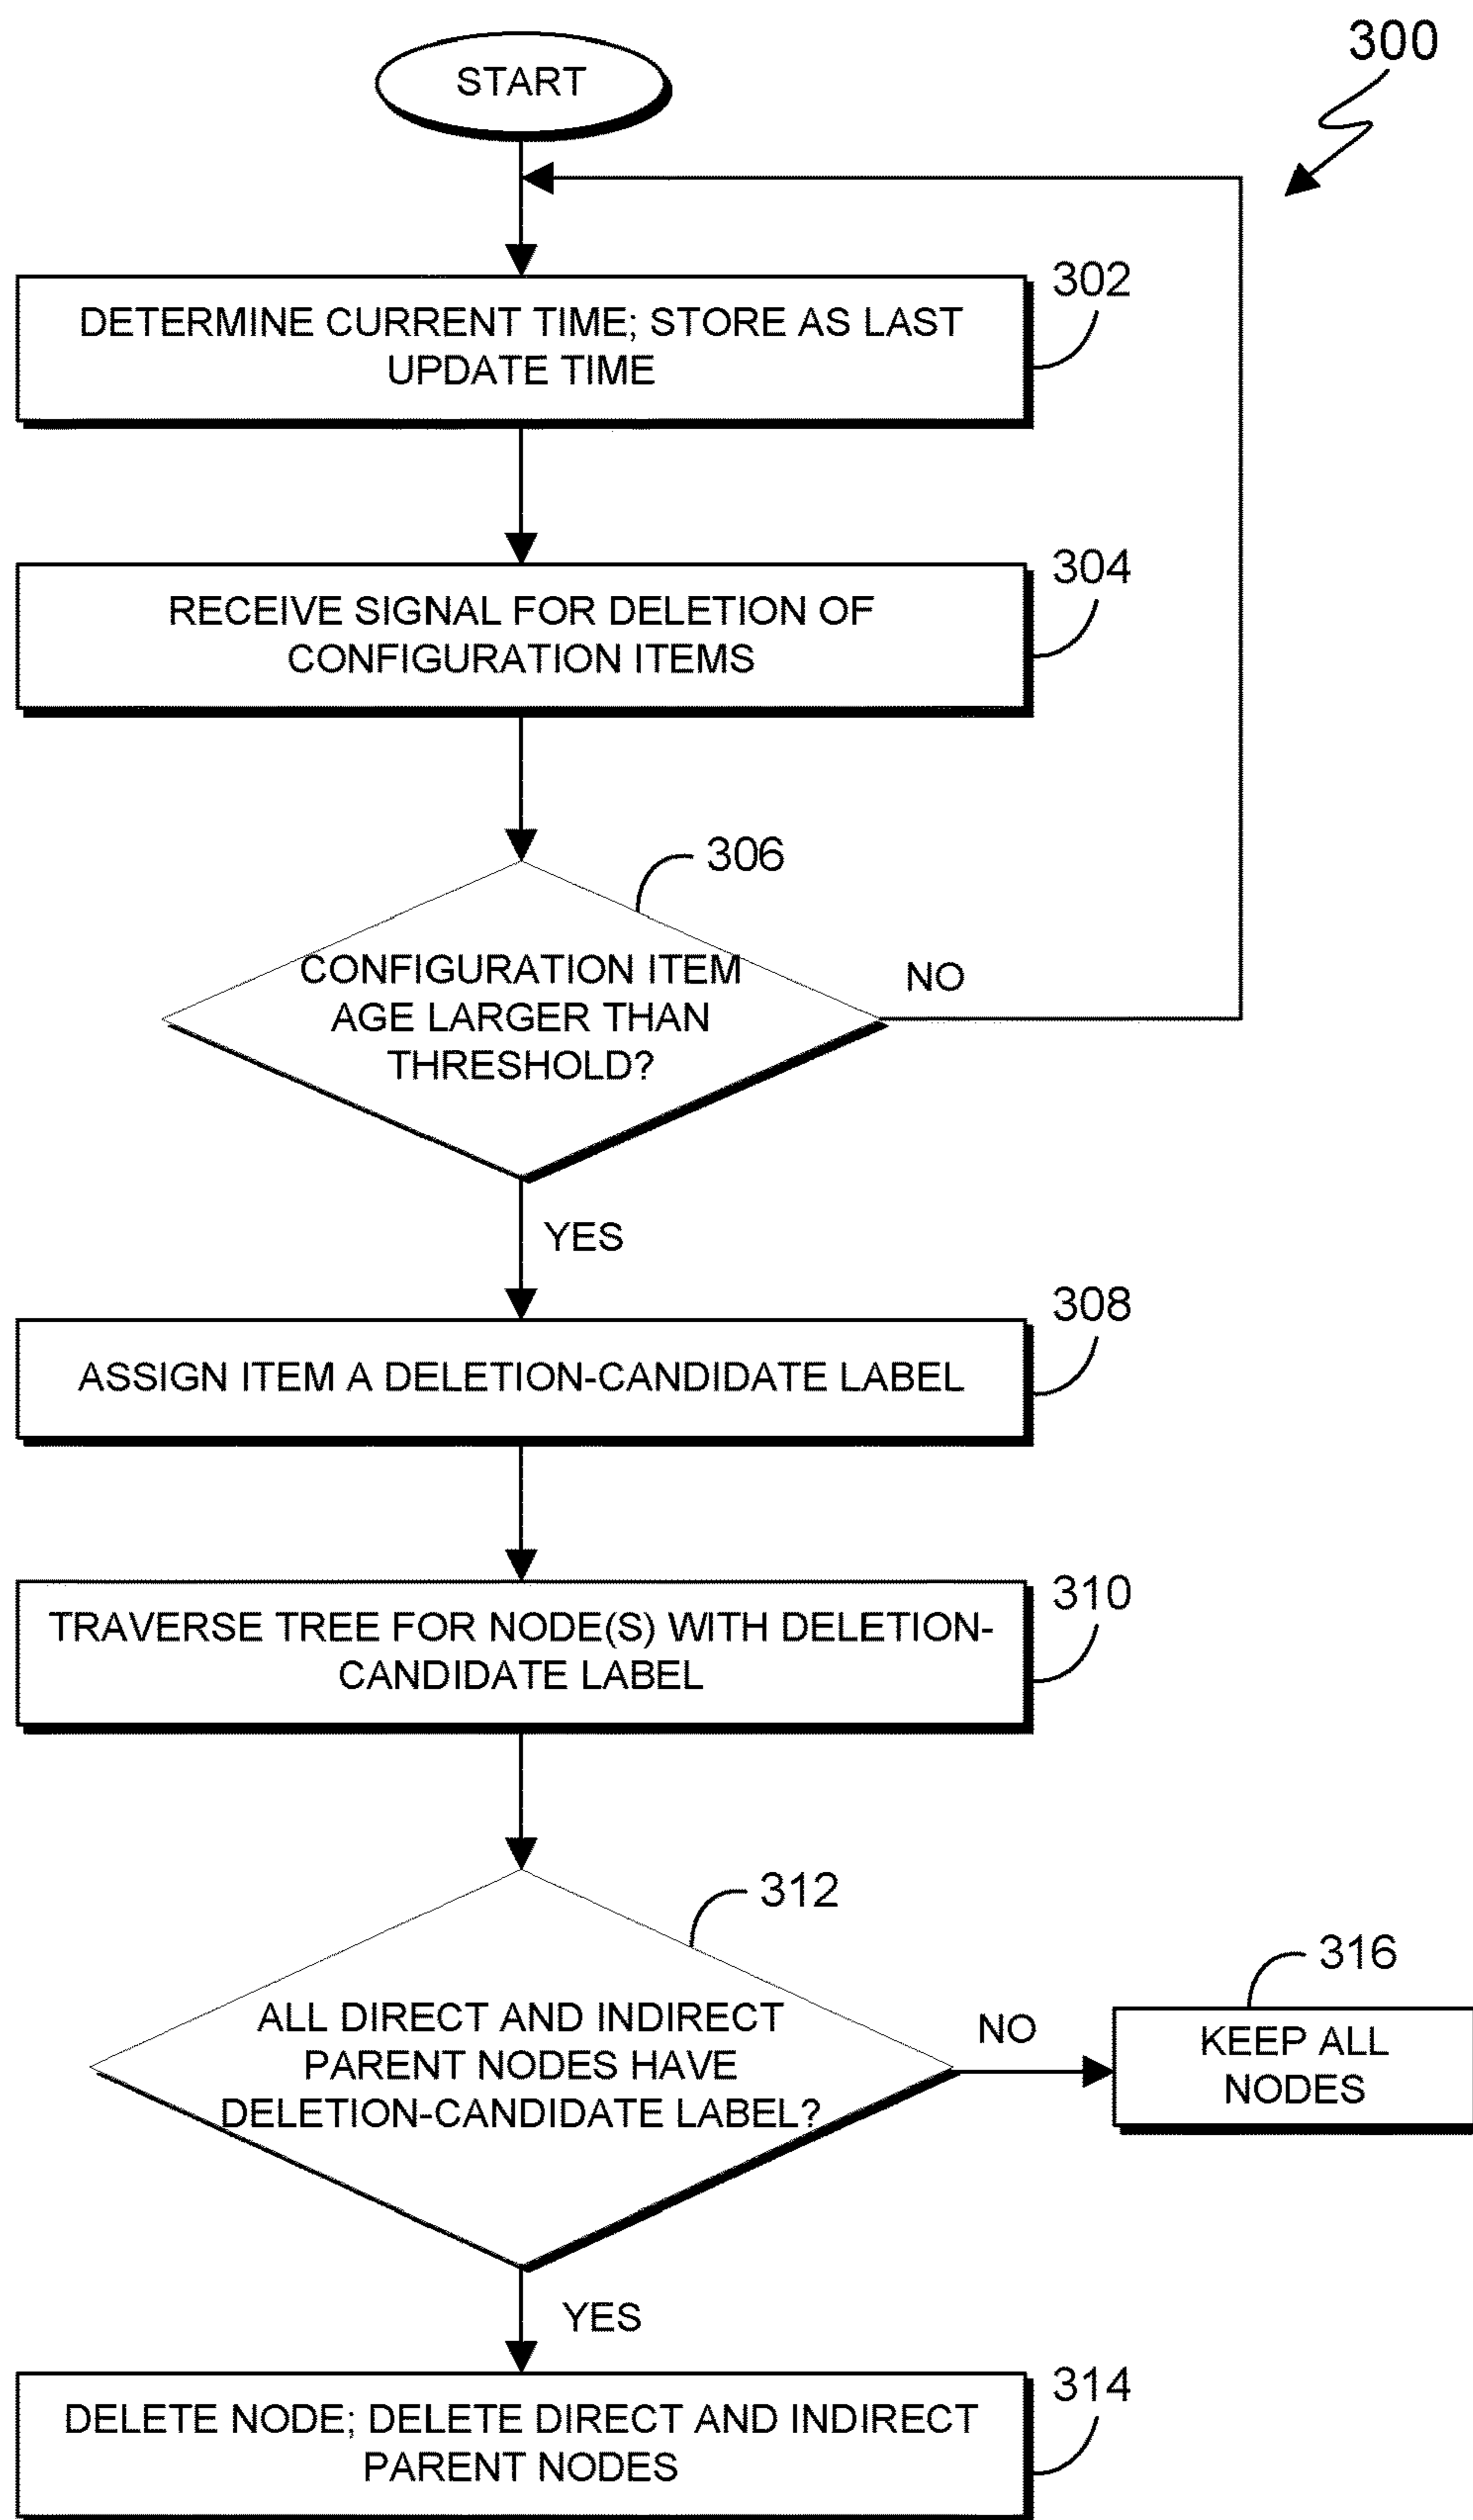 300
START
302
DETERMINE CURRENT TIME; STORE AS LAST
UPDATE TIME
304
RECEIVE SIGNAL FOR DELETION OF
CONFIGURATION ITEMS
306
CONFIGURATION ITEM
AGE LARGER THAN
THRESHOLD?
NO
YES
308
ASSIGN ITEM A DELETION-CANDIDATE LABEL
310
TRAVERSE TREE FOR NODE(S) WITH DELETION-
CANDIDATE LABEL
312
ALL DIRECT AND INDIRECT
PARENT NODES HAVE
DELETION-CANDIDATE LABEL?
NO
316
KEEP ALL
NODES
YES
314
DELETE NODE; DELETE DIRECT AND INDIRECT
PARENT NODES